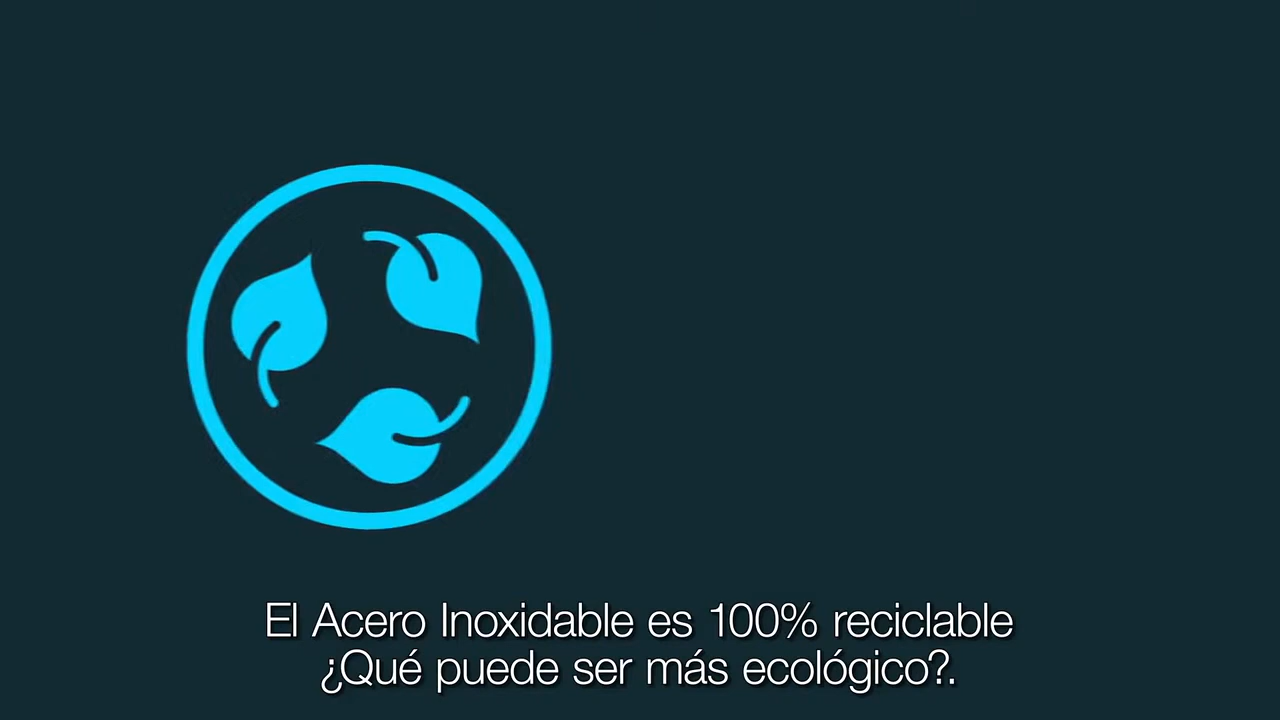 El Acero Inoxidable es 100% reciclable
¿Qué puede ser más ecológico?.